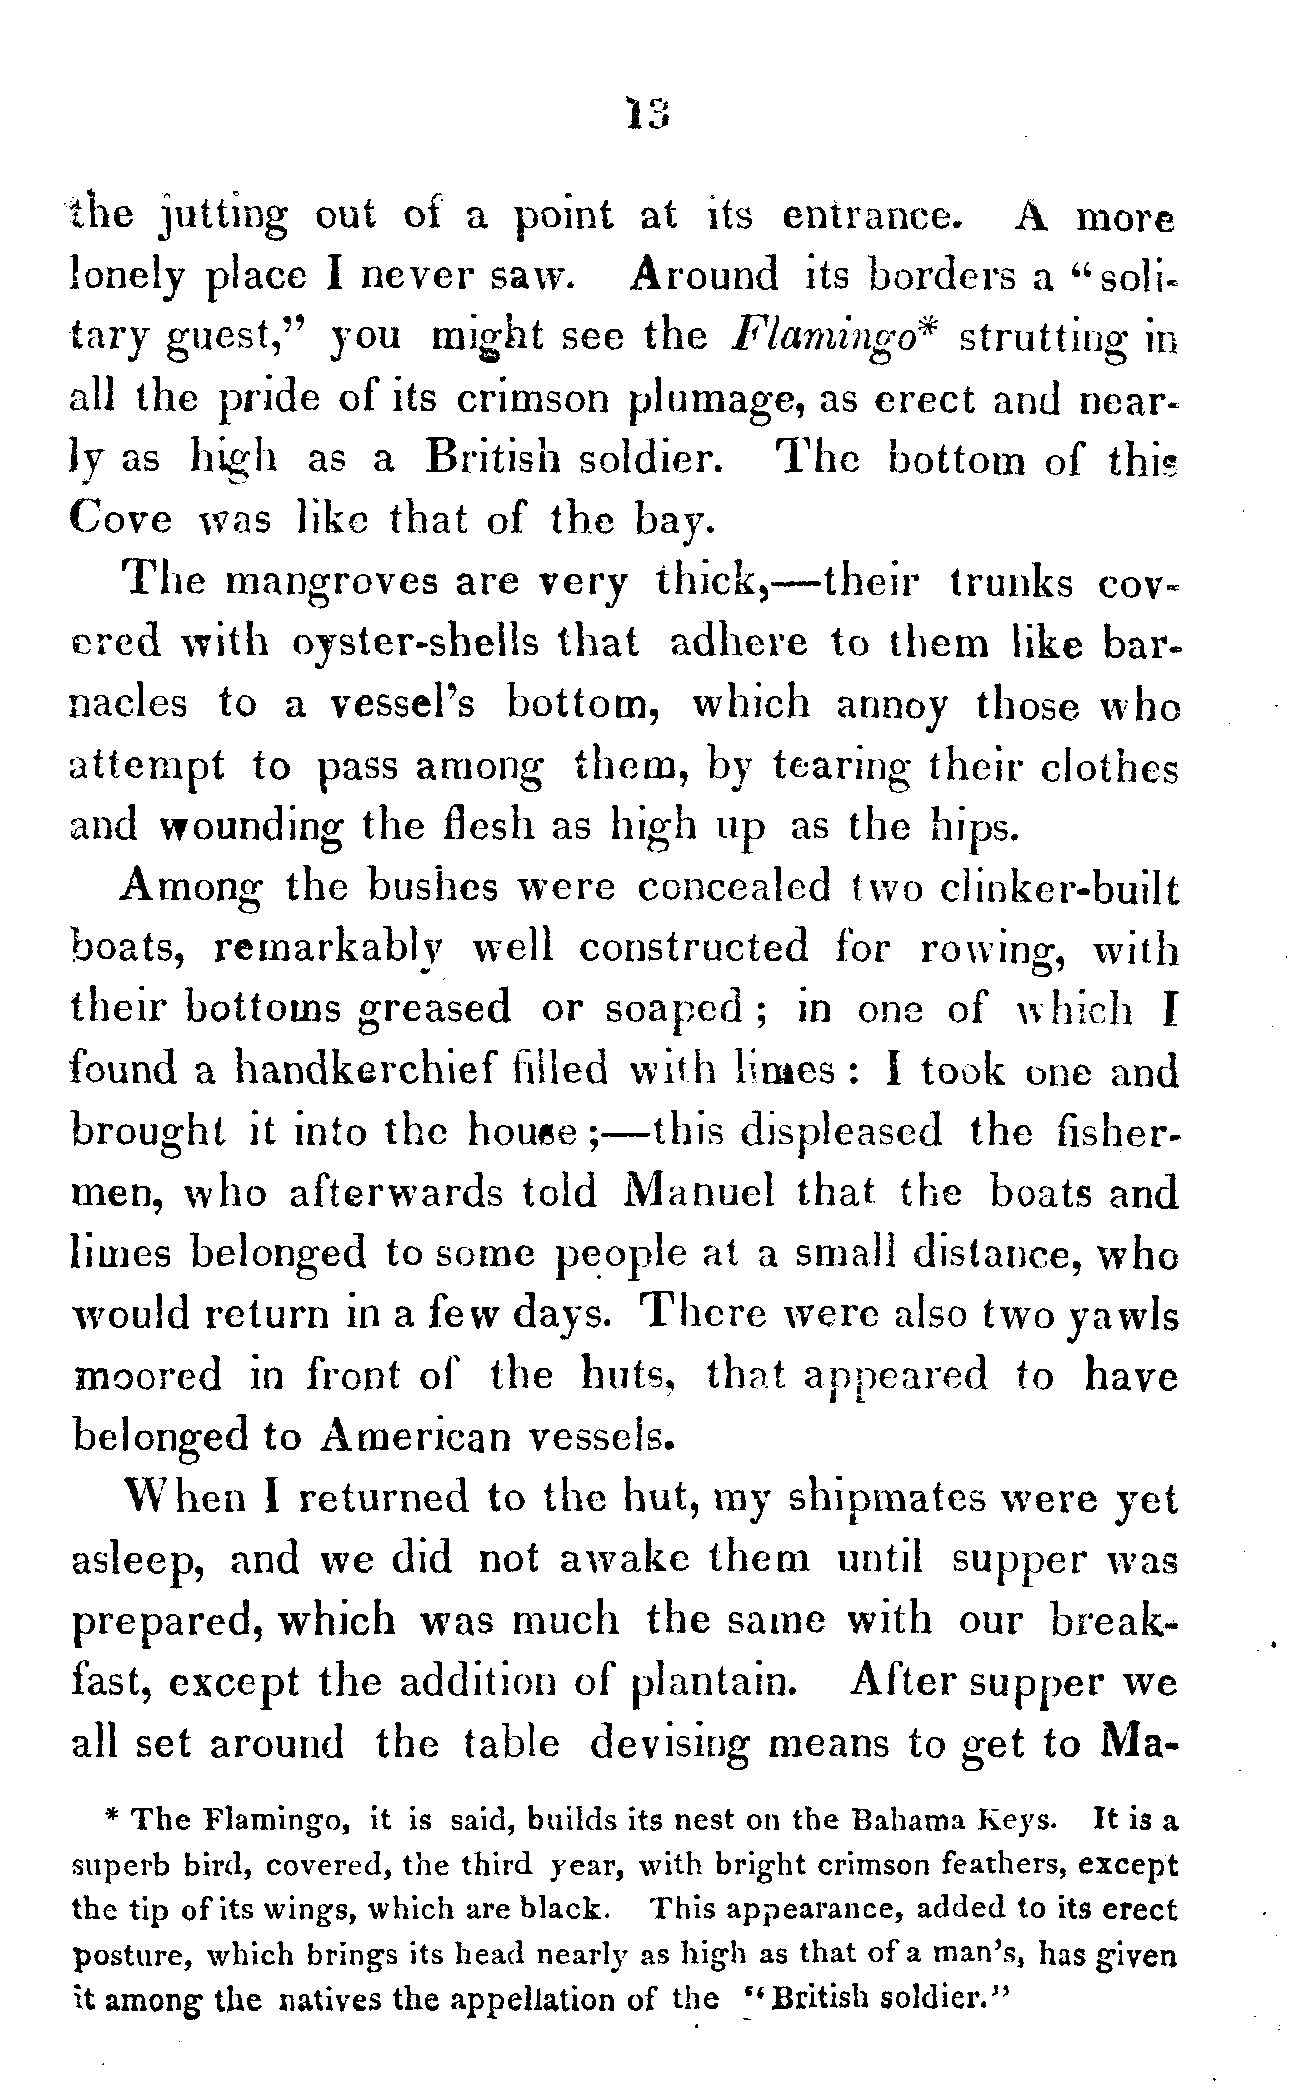 13
the jutting out of a point at its entrance. A more
lonely place I never saw. Around its borders a "soli-
tary guest," you might see the Flamingo* strutting in
all the pride of its crimson plumage, as erect and near-
ly as high as a British soldier. The bottom of this
Cove was like that of the bay.
The mangroves are very thick,—their trunks cov-
ered with oyster-shells that adhere to them like bar-
nacles to a vessel's bottom, which annoy those who
attempt to pass among them, by tearing their clothes
and wounding the flesh as high up as the hips.
Among the bushes were concealed two clinker-built
boats, remarkably well constructed for rowing, with
their bottoms greased or soaped ; in one of which I
found a handkerchief filled with limes : I took one and
brought it into the house ;—this displeased the fisher-
men, who afterwards told Manuel that the boats and
limes belonged to some people at a small distance, who
would return in a few days. There were also two yawls
moored in front of the huts, that appeared to have
belonged to American vessels.
When I returned to the hut, my shipmates were yet
asleep, and we did not awake them until supper was
prepared, which was much the same with our break-
fast, except the addition of plantain. After supper we
all set around the table devising means to get to Ma-
* The Flamingo, it is said, builds its nest on the Bahama Keys. It is a
superb bird, covered, the third year, with bright crimson feathers, except
the tip of its wings, which are black. This appearance, added to its erect
posture, which brings its head nearly as high as that of a man's, has given
it among the natives the appellation of the "British soldier."